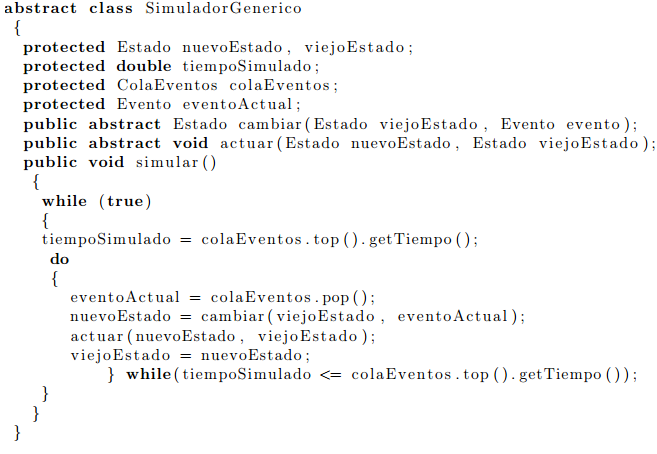 abstract class SimuladorGenerico
{
protected Estado nuevoEstado, viejoEstado;
protected double tiempoSimulado;
protected ColaEventos colaEventos;
protected Evento eventoActual;
public abstract Estado cambiar(Estado viejoEstado, Evento evento);
public abstract void actuar(Estado nuevoEstado, Estado viejoEstado);
public void simular()
{
while (true)
{
tiempoSimulado = colaEventos.top().getTiempo();
do
{
eventoActual = colaEventos.pop();
nuevoEstado = cambiar(viejoEstado, eventoActual);
actuar(nuevoEstado, viejoEstado);
viejoEstado = nuevoEstado;
} while(tiempoSimulado <= colaEventos.top().getTiempo());
}
}
}